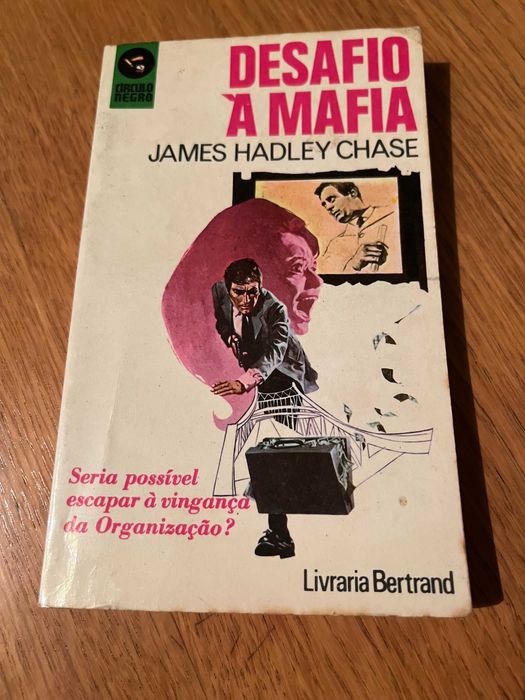 CÍRCULO
NEGRO
DESAFIO
À MAFIA
JAMES HADLEY CHASE
Seria possível
escapar à vingança
da Organização?
Livraria Bertrand